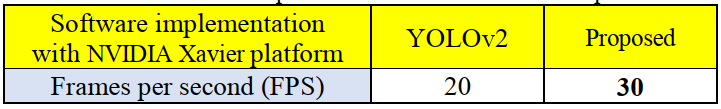 Software implementation
with NVIDIA Xavier platform
YOLOv2
Proposed
Frames per second (FPS)
20
30